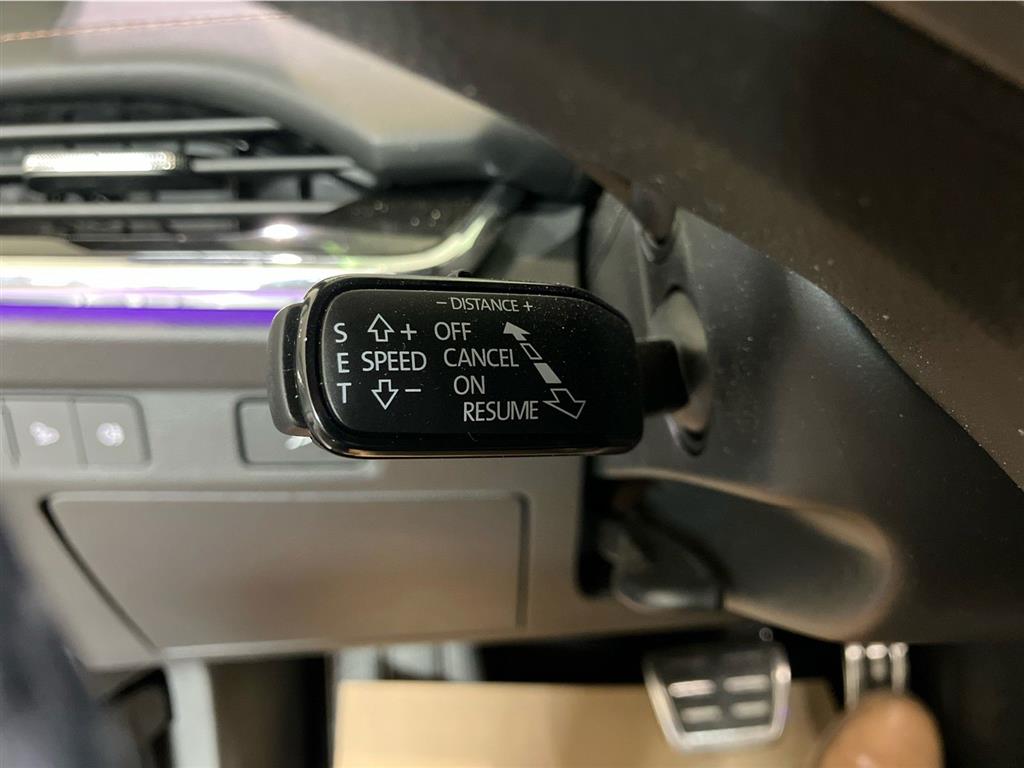 − DISTANCE +
S + OFF
E SPEED CANCEL
T − ON
RESUME